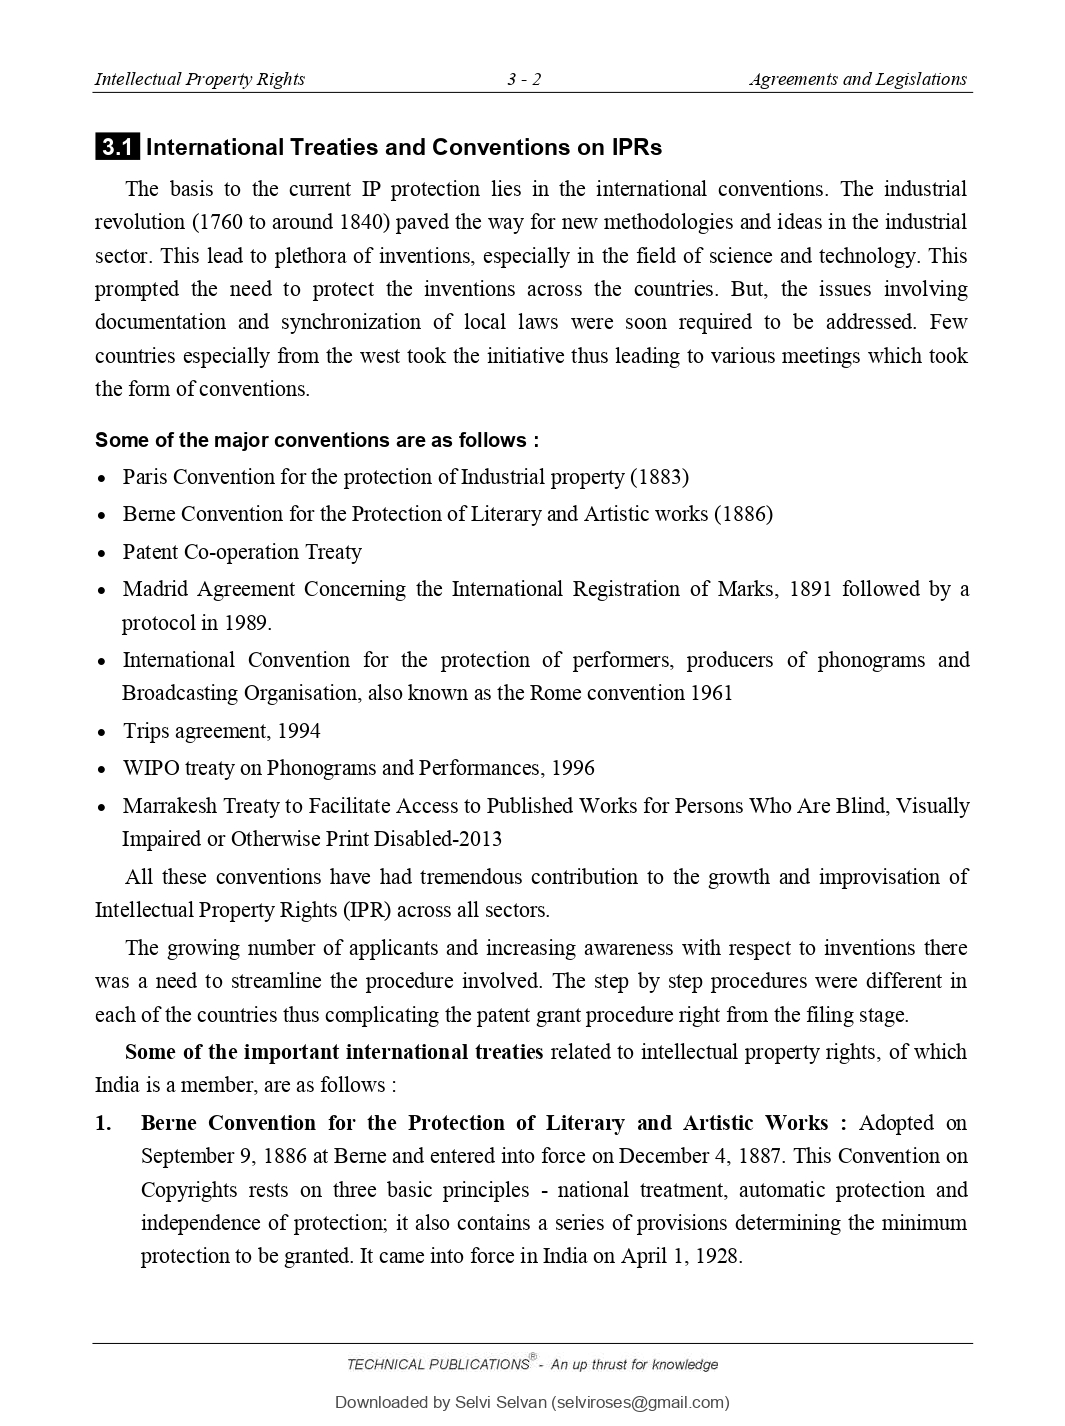 Intellectual Property Rights 3 - 2 Agreements and Legislations
3.1 International Treaties and Conventions on IPRs
The basis to the current IP protection lies in the international conventions. The industrial
revolution (1760 to around 1840) paved the way for new methodologies and ideas in the industrial
sector. This lead to plethora of inventions, especially in the field of science and technology. This
prompted the need to protect the inventions across the countries. But, the issues involving
documentation and synchronization of local laws were soon required to be addressed. Few
countries especially from the west took the initiative thus leading to various meetings which took
the form of conventions.
Some of the major conventions are as follows :
• Paris Convention for the protection of Industrial property (1883)
• Berne Convention for the Protection of Literary and Artistic works (1886)
• Patent Co-operation Treaty
• Madrid Agreement Concerning the International Registration of Marks, 1891 followed by a
protocol in 1989.
• International Convention for the protection of performers, producers of phonograms and
Broadcasting Organisation, also known as the Rome convention 1961
• Trips agreement, 1994
• WIPO treaty on Phonograms and Performances, 1996
• Marrakesh Treaty to Facilitate Access to Published Works for Persons Who Are Blind, Visually
Impaired or Otherwise Print Disabled-2013
All these conventions have had tremendous contribution to the growth and improvisation of
Intellectual Property Rights (IPR) across all sectors.
The growing number of applicants and increasing awareness with respect to inventions there
was a need to streamline the procedure involved. The step by step procedures were different in
each of the countries thus complicating the patent grant procedure right from the filing stage.
Some of the important international treaties related to intellectual property rights, of which
India is a member, are as follows :
1. Berne Convention for the Protection of Literary and Artistic Works : Adopted on
September 9, 1886 at Berne and entered into force on December 4, 1887. This Convention on
Copyrights rests on three basic principles - national treatment, automatic protection and
independence of protection; it also contains a series of provisions determining the minimum
protection to be granted. It came into force in India on April 1, 1928.
TECHNICAL PUBLICATIONS® - An up thrust for knowledge
Downloaded by Selvi Selvan (selviroses@gmail.com)